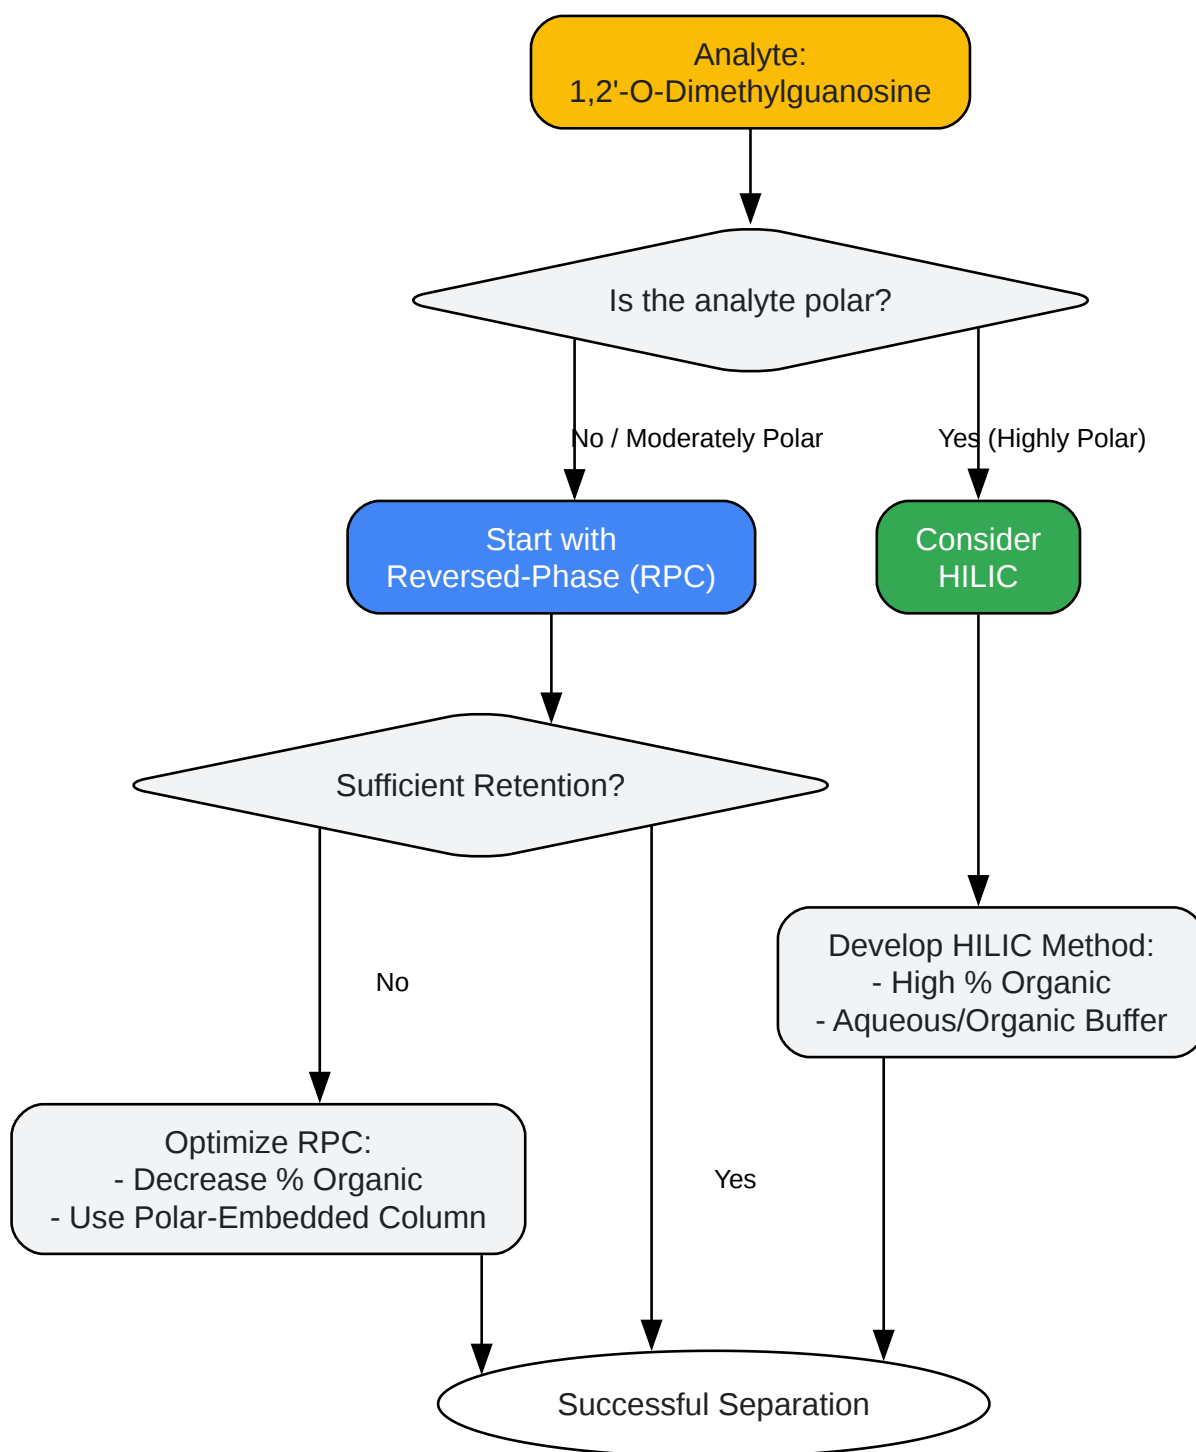 Analyte:
1,2'-O-Dimethylguanosine
Is the analyte polar?
No / Moderately Polar
Yes (Highly Polar)
Start with
Reversed-Phase (RPC)
Consider
HILIC
Sufficient Retention?
Develop HILIC Method:
- High % Organic
- Aqueous/Organic Buffer
No
Optimize RPC:
- Decrease % Organic
- Use Polar-Embedded Column
Yes
Successful Separation